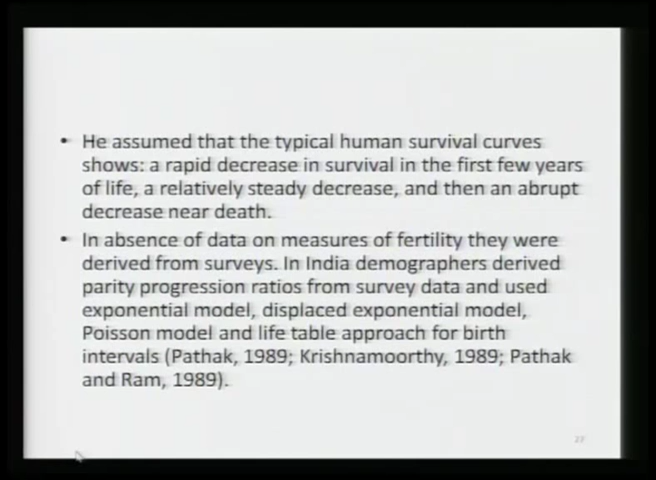 • He assumed that the typical human survival curves
shows: a rapid decrease in survival in the first few years
of life, a relatively steady decrease, and then an abrupt
decrease near death.
• In absence of data on measures of fertility they were
derived from surveys. In India demographers derived
parity progression ratios from survey data and used
exponential model, displaced exponential model,
Poisson model and life table approach for birth
intervals (Pathak, 1989; Krishnamoorthy, 1989; Pathak
and Ram, 1989).